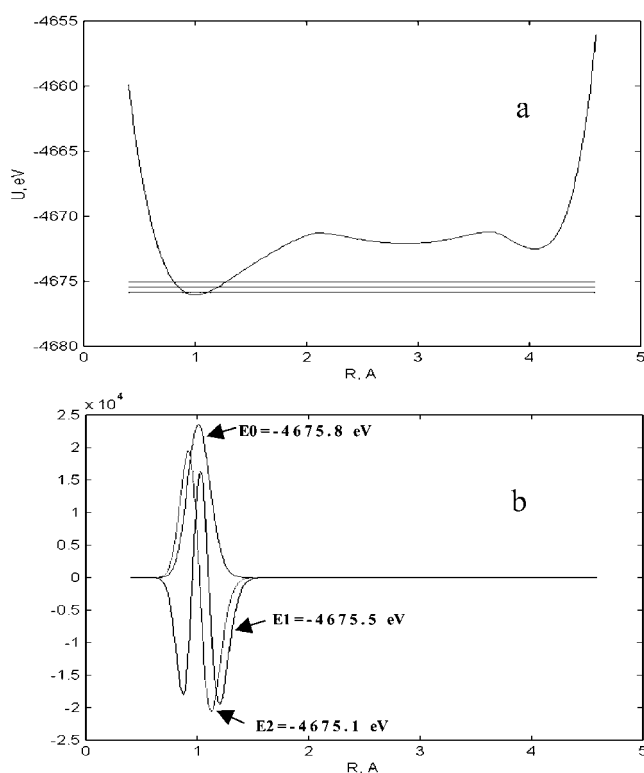 -4655
-4660
-4665
-4670
-4675
-4680
U, eV
a
0 1 2 3 4 5
R, A
x 10^4
2.5
2
1.5
1
0.5
0
-0.5
-1
-1.5
-2
-2.5
E0=-4675.8 eV
b
E1=-4675.5 eV
E2=-4675.1 eV
0 1 2 3 4 5
R, A